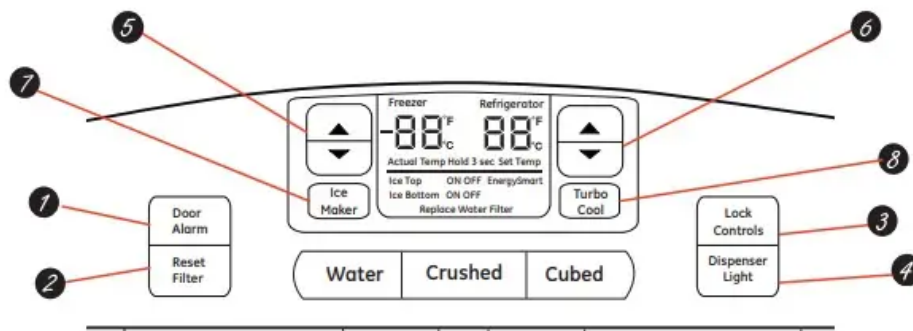 5
6
7
Freezer Refrigerator
-88°F 88°F
°C °C
Actual Temp Hold 3 sec Set Temp
8
Ice Top ON OFF EnergySmart
Ice Bottom ON OFF
Replace Water Filter
Ice
Maker
Turbo
Cool
1
Door
Alarm
Lock
Controls
3
2
Reset
Filter
Dispenser
Light
4
Water Crushed Cubed